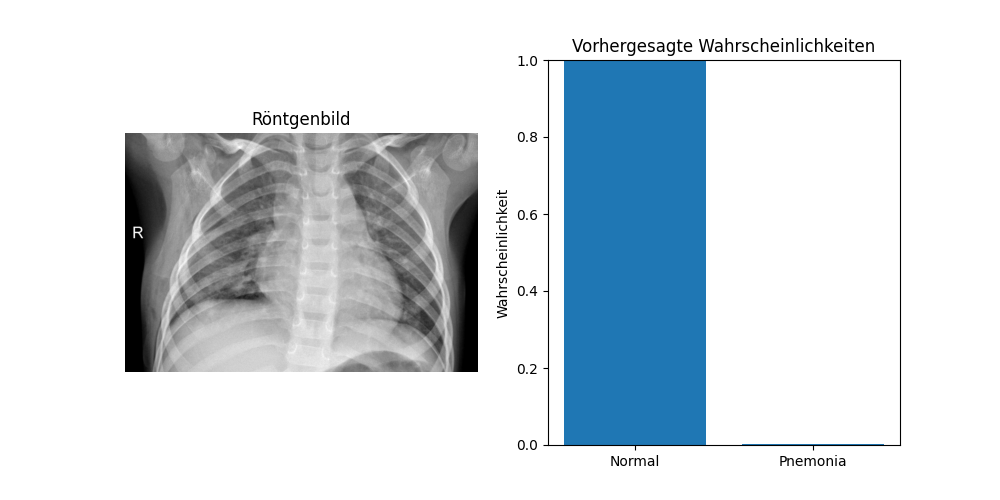 Röntgenbild
R
Vorhergesagte Wahrscheinlichkeiten
Wahrscheinlichkeit
1.0
0.8
0.6
0.4
0.2
0.0
Normal
Pnemonia